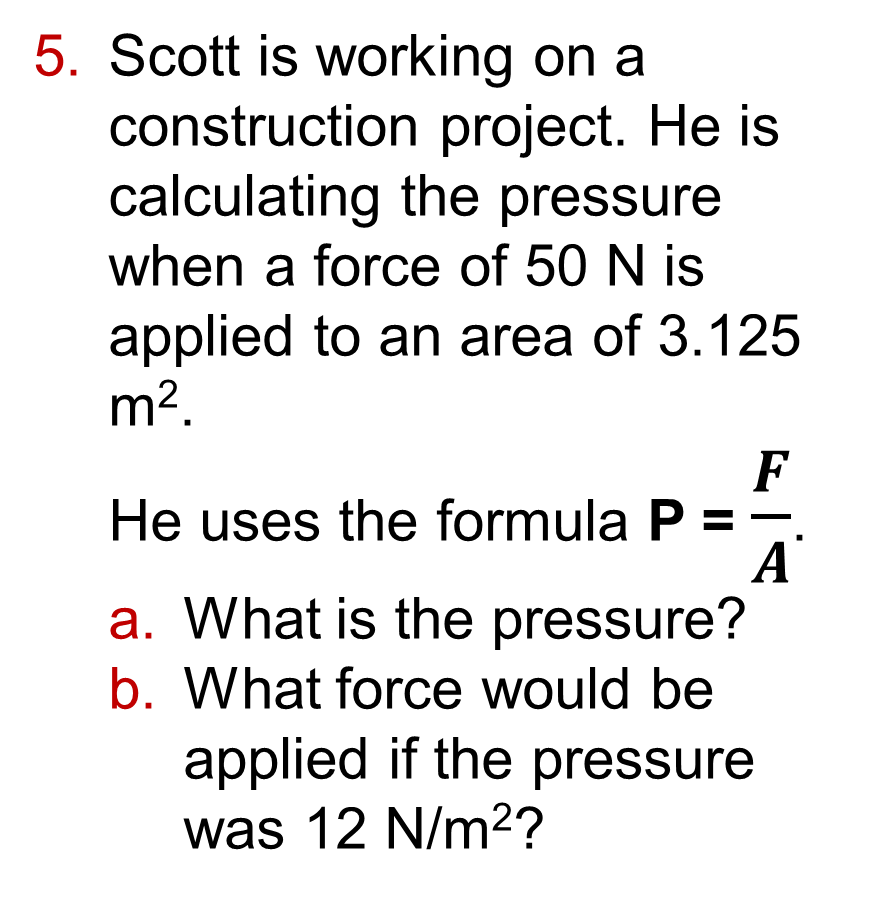 5. Scott is working on a
construction project. He is
calculating the pressure
when a force of 50 N is
applied to an area of 3.125
m².
He uses the formula P = F/A.
a. What is the pressure?
b. What force would be
applied if the pressure
was 12 N/m²?